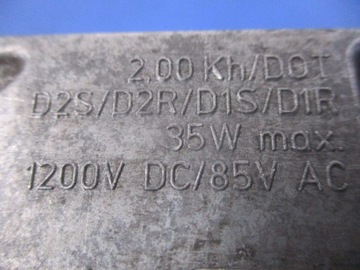 2,00 Kh/DOT
D2S/D2R/D1S/D1R
35W max.
1200V DC/85V AC